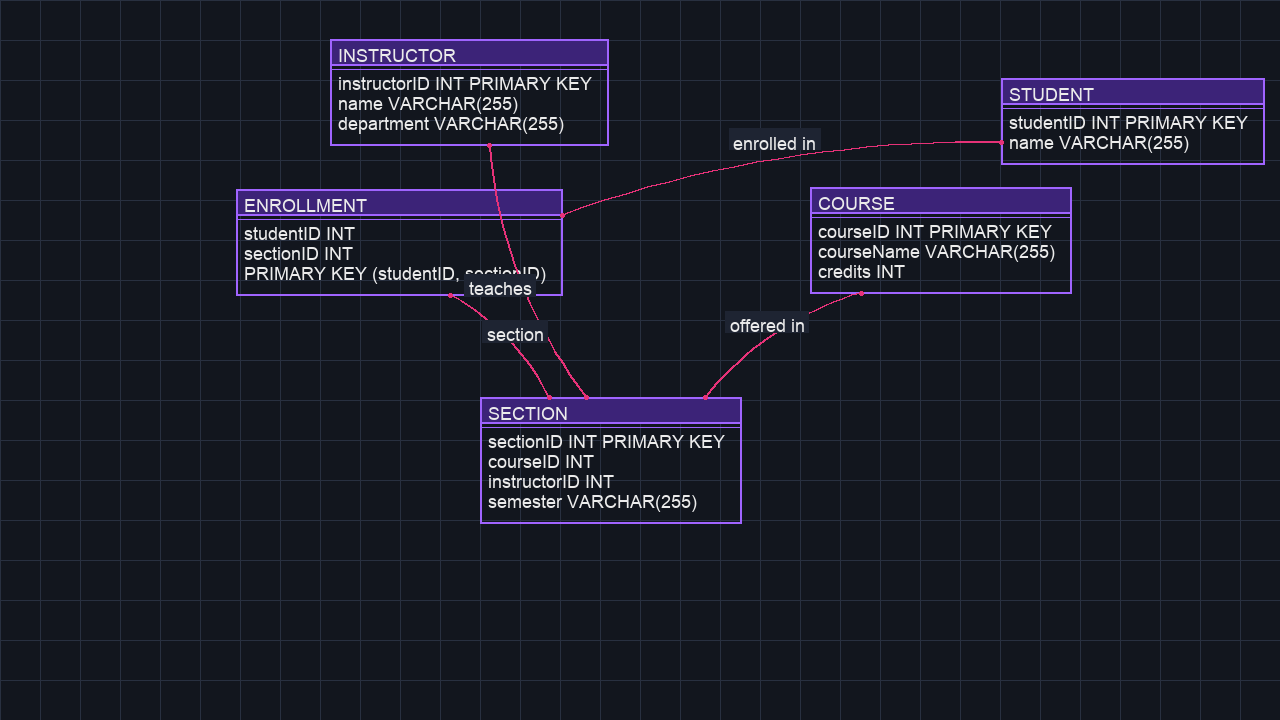 INSTRUCTOR
instructorID INT PRIMARY KEY
name VARCHAR(255)
department VARCHAR(255)
STUDENT
studentID INT PRIMARY KEY
name VARCHAR(255)
enrolled in
ENROLLMENT
studentID INT
sectionID INT
PRIMARY KEY (studentID, sectionID)
COURSE
courseID INT PRIMARY KEY
courseName VARCHAR(255)
credits INT
teaches
section
offered in
SECTION
sectionID INT PRIMARY KEY
courseID INT
instructorID INT
semester VARCHAR(255)